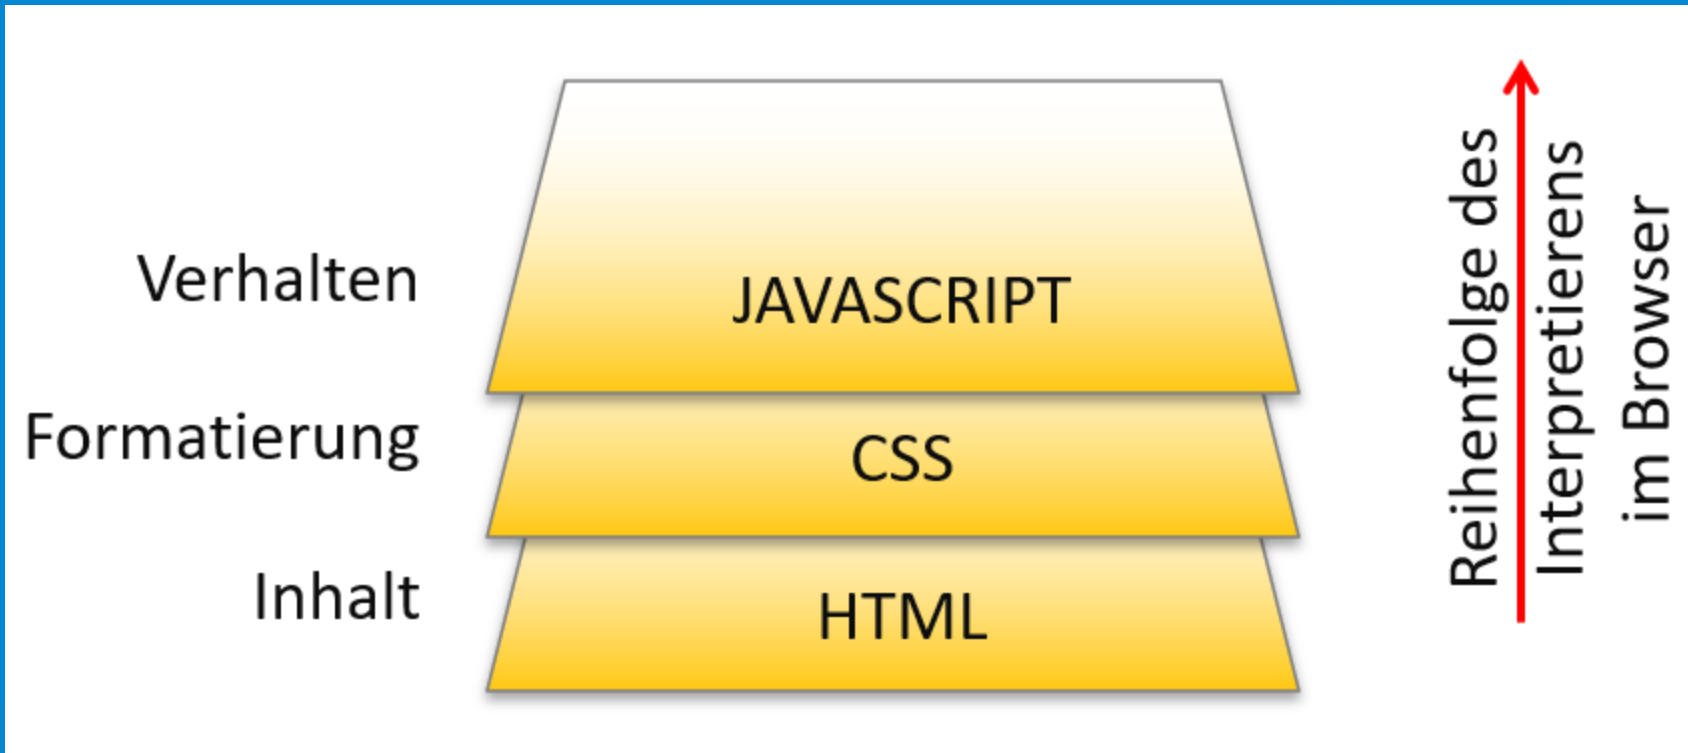 Verhalten
JAVASCRIPT
Formatierung
CSS
Inhalt
HTML
Reihenfolge des
Interpretierens
im Browser